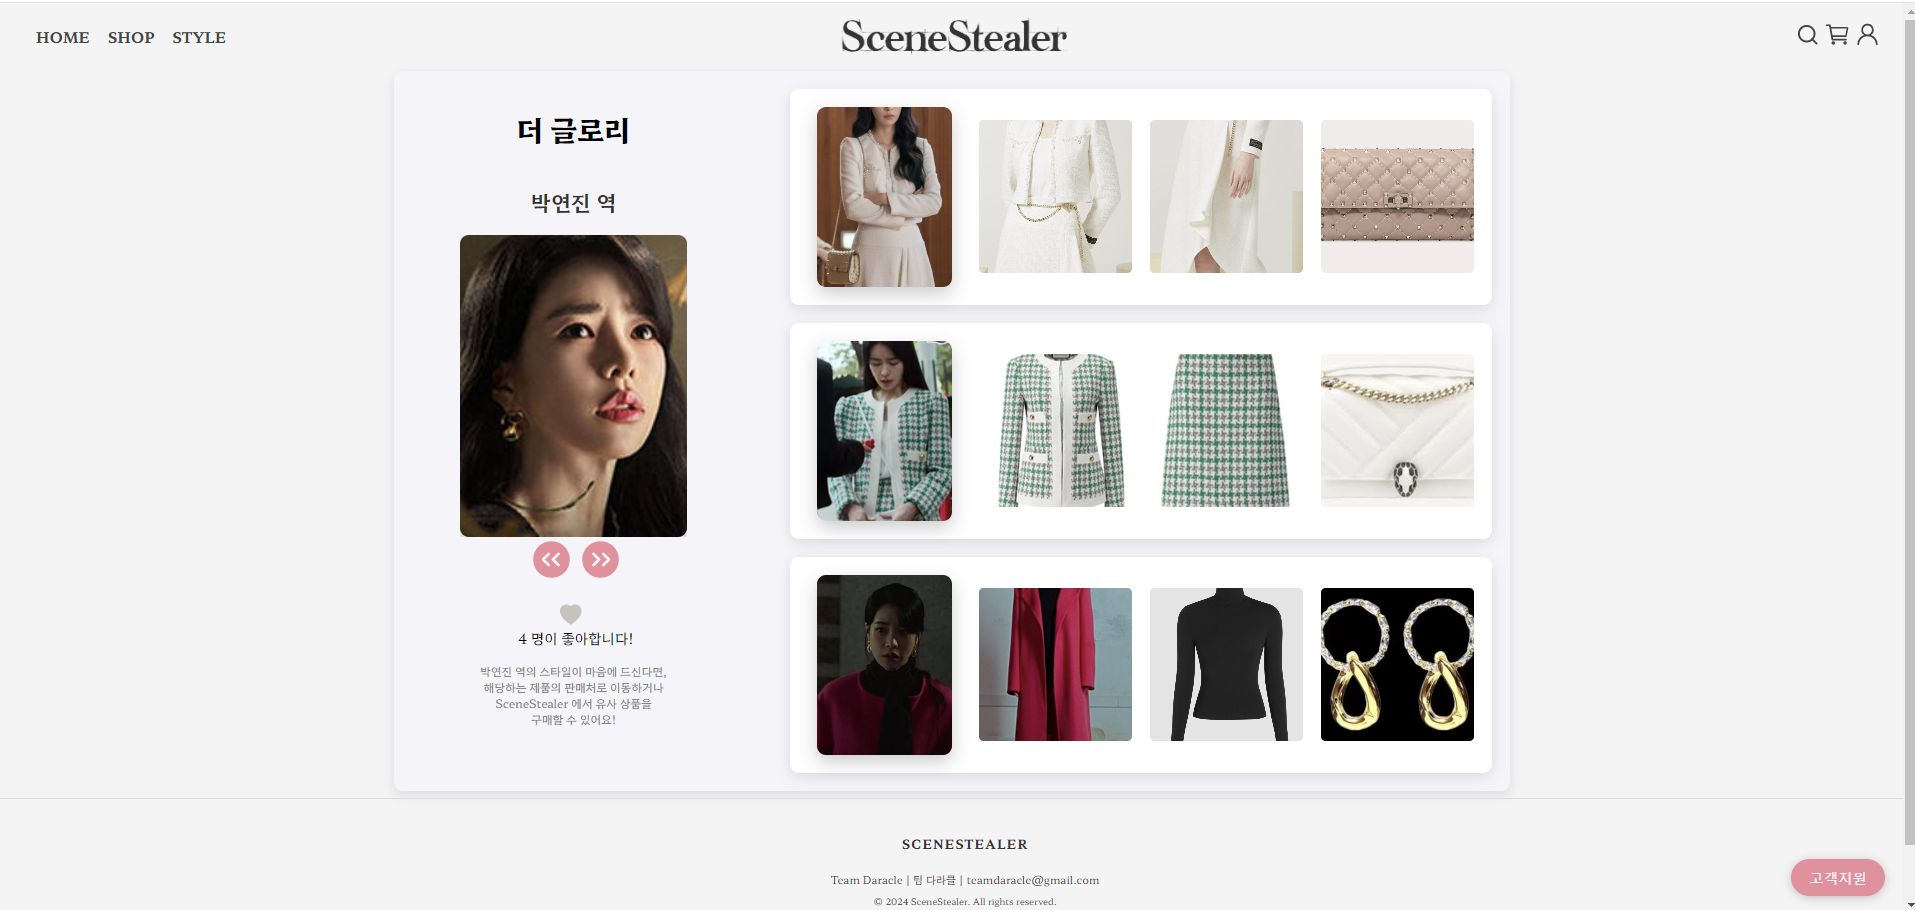 HOME SHOP STYLE
SceneStealer
더 글로리
박연진 역
4 명이 좋아합니다!
박연진 역의 스타일이 마음에 드신다면,
해당하는 제품의 판매처로 이동하거나
SceneStealer 에서 유사 상품을
구매할 수 있어요!
SCENESTEALER
Team Daracle | 팀 다라클 | teamdaracle@gmail.com
© 2024 SceneStealer. All rights reserved.
고객지원